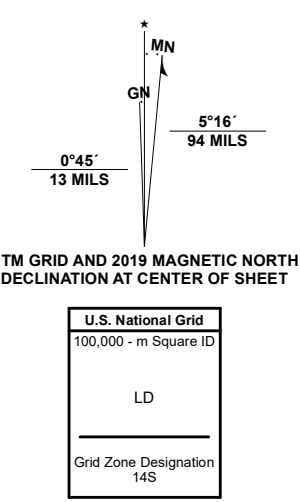 ★
MN
GN
5°16´
94 MILS
0°45´
13 MILS
TM GRID AND 2019 MAGNETIC NORTH
DECLINATION AT CENTER OF SHEET
U.S. National Grid
100,000 - m Square ID
LD
Grid Zone Designation
14S